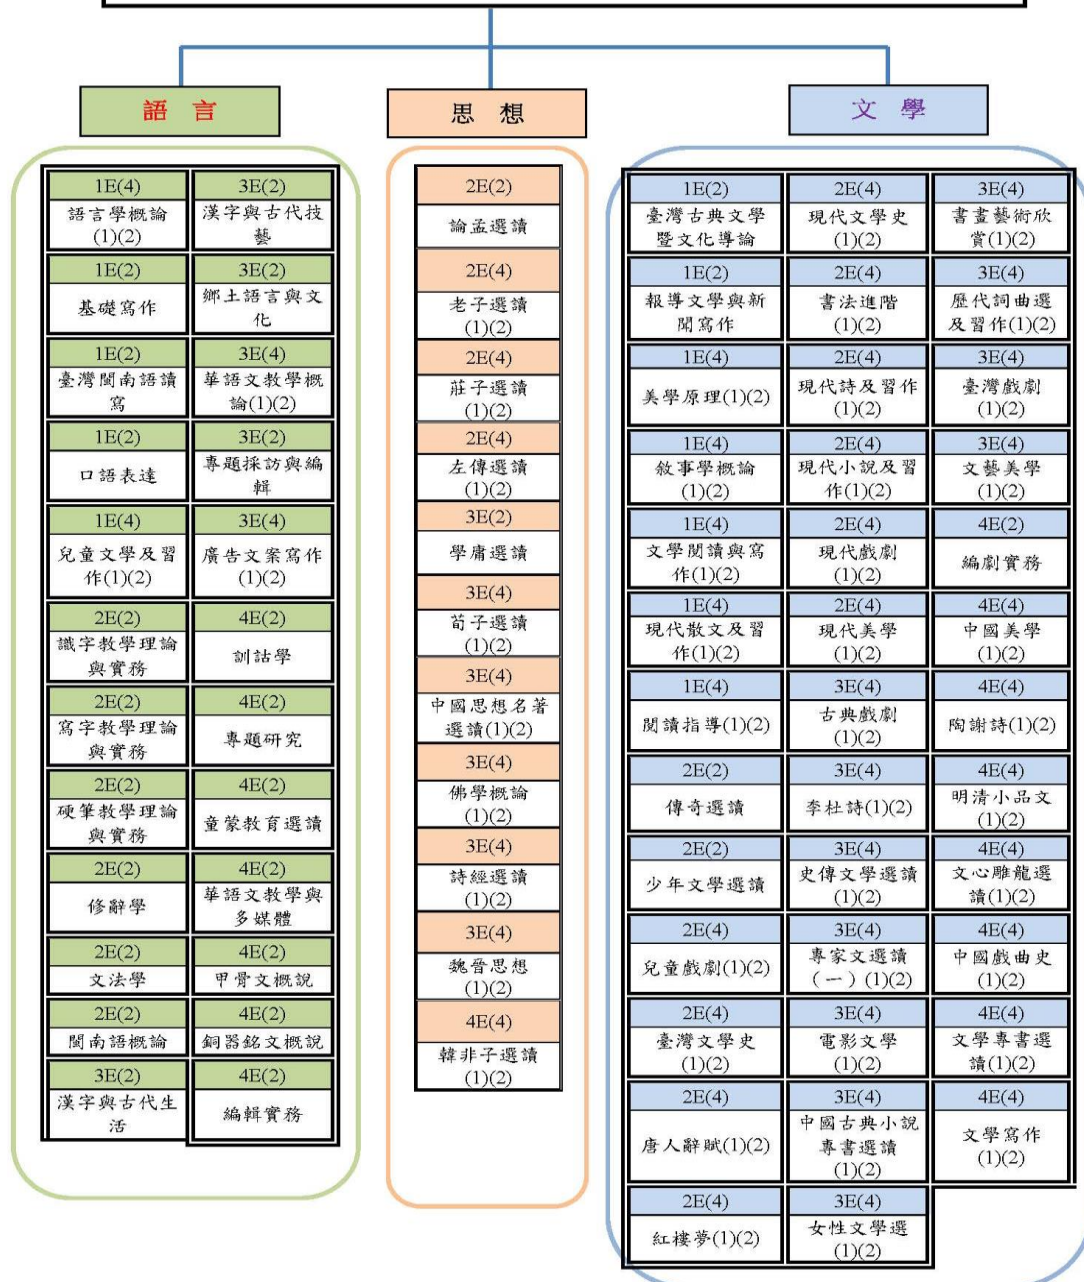 語 言
1E(4)
語言學概論
(1)(2)
1E(2)
基礎寫作
1E(2)
臺灣閩南語讀
寫
1E(2)
口語表達
1E(4)
兒童文學及習
作(1)(2)
2E(2)
識字教學理論
與實務
2E(2)
寫字教學理論
與實務
2E(2)
硬筆教學理論
與實務
2E(2)
修辭學
2E(2)
文法學
2E(2)
閩南語概論
3E(2)
漢字與古代生
活
3E(2)
漢字與古代技
藝
3E(2)
鄉土語言與文
化
3E(4)
華語文教學概
論(1)(2)
3E(2)
專題採訪與編
輯
3E(4)
廣告文案寫作
(1)(2)
4E(2)
訓詁學
4E(2)
專題研究
4E(2)
童蒙教育選讀
4E(2)
華語文教學與
多媒體
4E(2)
甲骨文概說
4E(2)
銅器銘文概說
4E(2)
編輯實務
思 想
2E(2)
論孟選讀
2E(4)
老子選讀
(1)(2)
2E(4)
莊子選讀
(1)(2)
2E(4)
左傳選讀
(1)(2)
3E(2)
學庸選讀
3E(4)
荀子選讀
(1)(2)
3E(4)
中國思想名著
選讀(1)(2)
3E(4)
佛學概論
(1)(2)
3E(4)
詩經選讀
(1)(2)
3E(4)
魏晉思想
(1)(2)
4E(4)
韓非子選讀
(1)(2)
文 學
1E(2)
臺灣古典文學
暨文化導論
1E(2)
報導文學與新
聞寫作
1E(4)
美學原理(1)(2)
1E(4)
敘事學概論
(1)(2)
1E(4)
文學閱讀與寫
作(1)(2)
1E(4)
現代散文及習
作(1)(2)
1E(4)
閱讀指導(1)(2)
2E(2)
傳奇選讀
2E(2)
少年文學選讀
2E(4)
兒童戲劇(1)(2)
2E(4)
臺灣文學史
(1)(2)
2E(4)
唐人辭賦(1)(2)
2E(4)
紅樓夢(1)(2)
2E(4)
現代文學史
(1)(2)
2E(4)
書法進階
(1)(2)
2E(4)
現代詩及習作
(1)(2)
2E(4)
現代小說及習
作(1)(2)
2E(4)
現代戲劇
(1)(2)
2E(4)
現代美學
(1)(2)
3E(4)
古典戲劇
(1)(2)
3E(4)
李杜詩(1)(2)
3E(4)
史傳文學選讀
(1)(2)
3E(4)
專家文選讀
(一) (1)(2)
3E(4)
電影文學
(1)(2)
3E(4)
中國古典小說
專書選讀
(1)(2)
3E(4)
女性文學選
(1)(2)
3E(4)
書畫藝術欣
賞(1)(2)
3E(4)
歷代詞曲選
及習作(1)(2)
3E(4)
臺灣戲劇
(1)(2)
3E(4)
文藝美學
(1)(2)
4E(2)
編劇實務
4E(4)
中國美學
(1)(2)
4E(4)
陶謝詩(1)(2)
4E(4)
明清小品文
(1)(2)
4E(4)
文心雕龍選
讀(1)(2)
4E(4)
中國戲曲史
(1)(2)
4E(4)
文學專書選
讀(1)(2)
4E(4)
文學寫作
(1)(2)